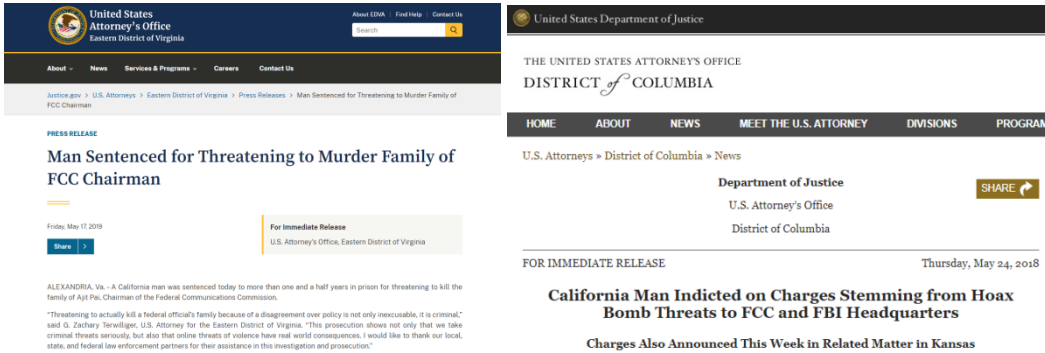 United States
Attorney's Office
Eastern District of Virginia
About EDVA | Find Help | Contact Us
Search
About
News
Services & Programs
Careers
Contact Us
Justice.gov > U.S. Attorneys > Eastern District of Virginia > Press Releases > Man Sentenced for Threatening to Murder Family of
FCC Chairman
PRESS RELEASE
Man Sentenced for Threatening to Murder Family of
FCC Chairman
Friday, May 17, 2019
Share >
For Immediate Release
U.S. Attorney's Office, Eastern District of Virginia
ALEXANDRIA, Va. – A California man was sentenced today to more than one and a half years in prison for threatening to kill the
family of Ajit Pai, Chairman of the Federal Communications Commission.
"Threatening to actually kill a federal official's family because of a disagreement over policy is not only inexcusable, it is criminal,"
said G. Zachary Terwilliger, U.S. Attorney for the Eastern District of Virginia. "This prosecution shows not only that we take
criminal threats seriously, but also that online threats of violence have real world consequences. I would like to thank our local,
state, and federal law enforcement partners for their assistance in this investigation and prosecution."
United States Department of Justice
THE UNITED STATES ATTORNEY'S OFFICE
DISTRICT of COLUMBIA
HOME
ABOUT
NEWS
MEET THE U.S. ATTORNEY
DIVISIONS
PROGRAM
U.S. Attorneys » District of Columbia » News
Department of Justice
SHARE
U.S. Attorney's Office
District of Columbia
FOR IMMEDIATE RELEASE
Thursday, May 24, 2018
California Man Indicted on Charges Stemming from Hoax
Bomb Threats to FCC and FBI Headquarters
Charges Also Announced This Week in Related Matter in Kansas